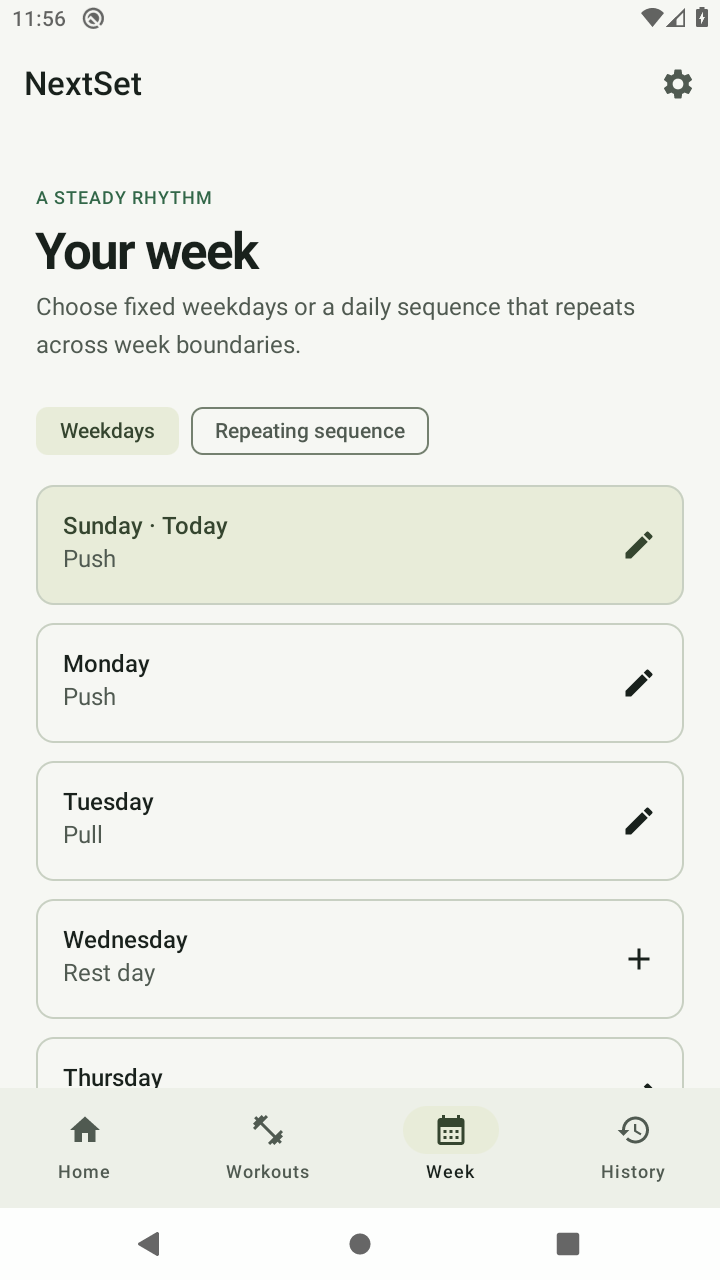 11:56
NextSet
A STEADY RHYTHM
Your week
Choose fixed weekdays or a daily sequence that repeats
across week boundaries.
Weekdays
Repeating sequence
Sunday · Today
Push
Monday
Push
Tuesday
Pull
Wednesday
Rest day
Thursday
Home
Workouts
Week
History